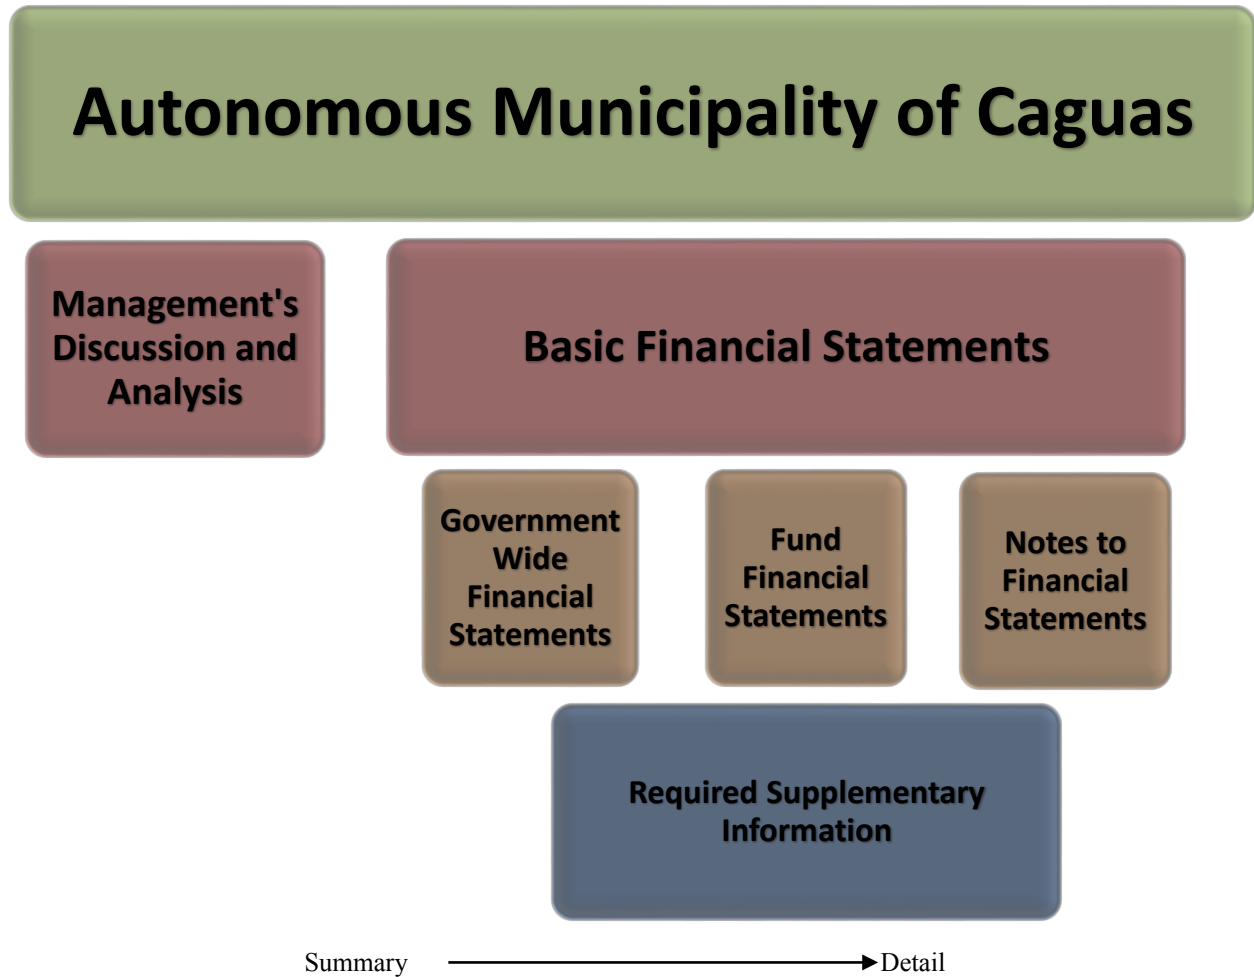 Autonomous Municipality of Caguas
Management's
Discussion and
Analysis
Basic Financial Statements
Government
Wide
Financial
Statements
Fund
Financial
Statements
Notes to
Financial
Statements
Required Supplementary
Information
Summary
Detail